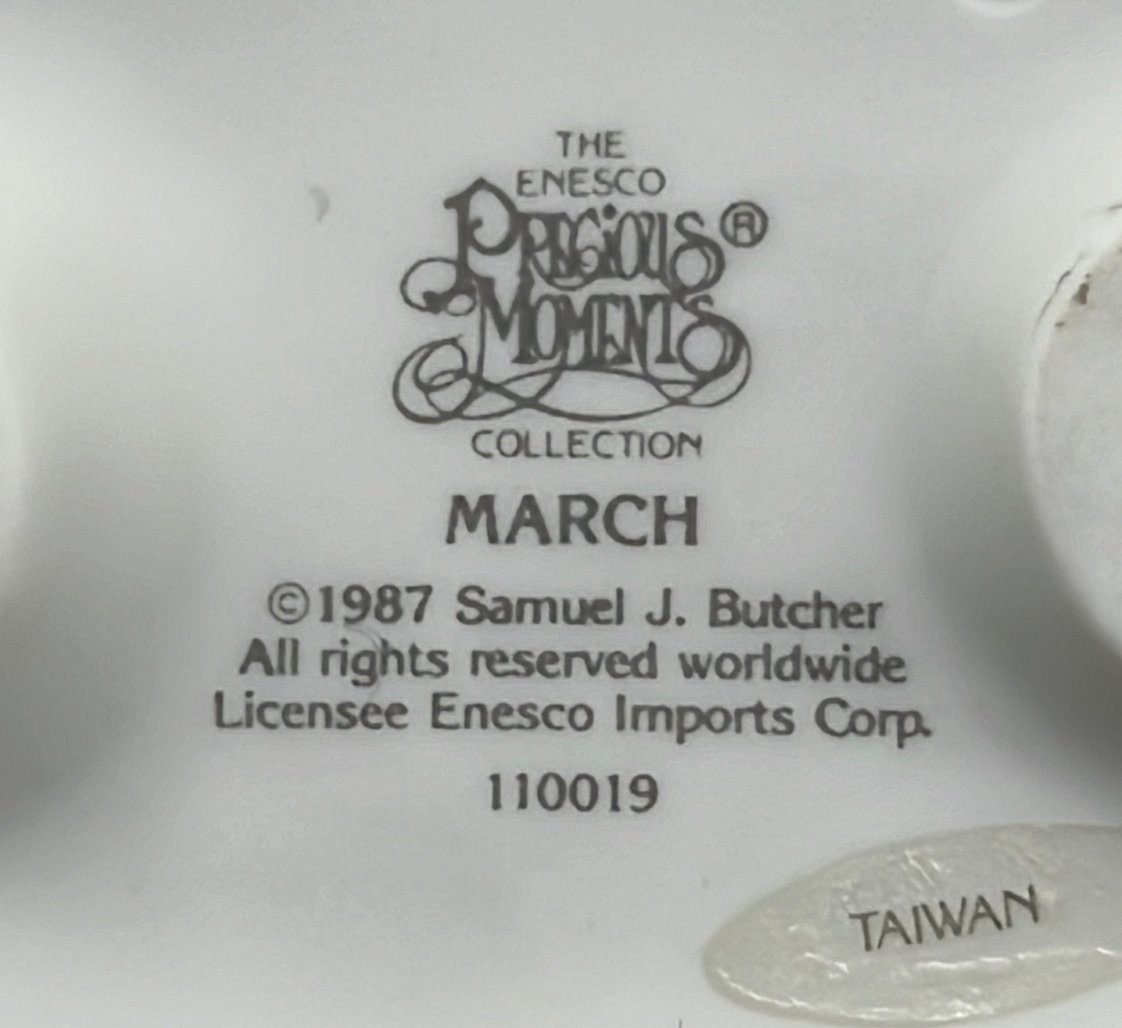 THE
ENESCO
PRECIOUS®
MOMENTS
COLLECTION
MARCH
©1987 Samuel J. Butcher
All rights reserved worldwide
Licensee Enesco Imports Corp.
110019
TAIWAN